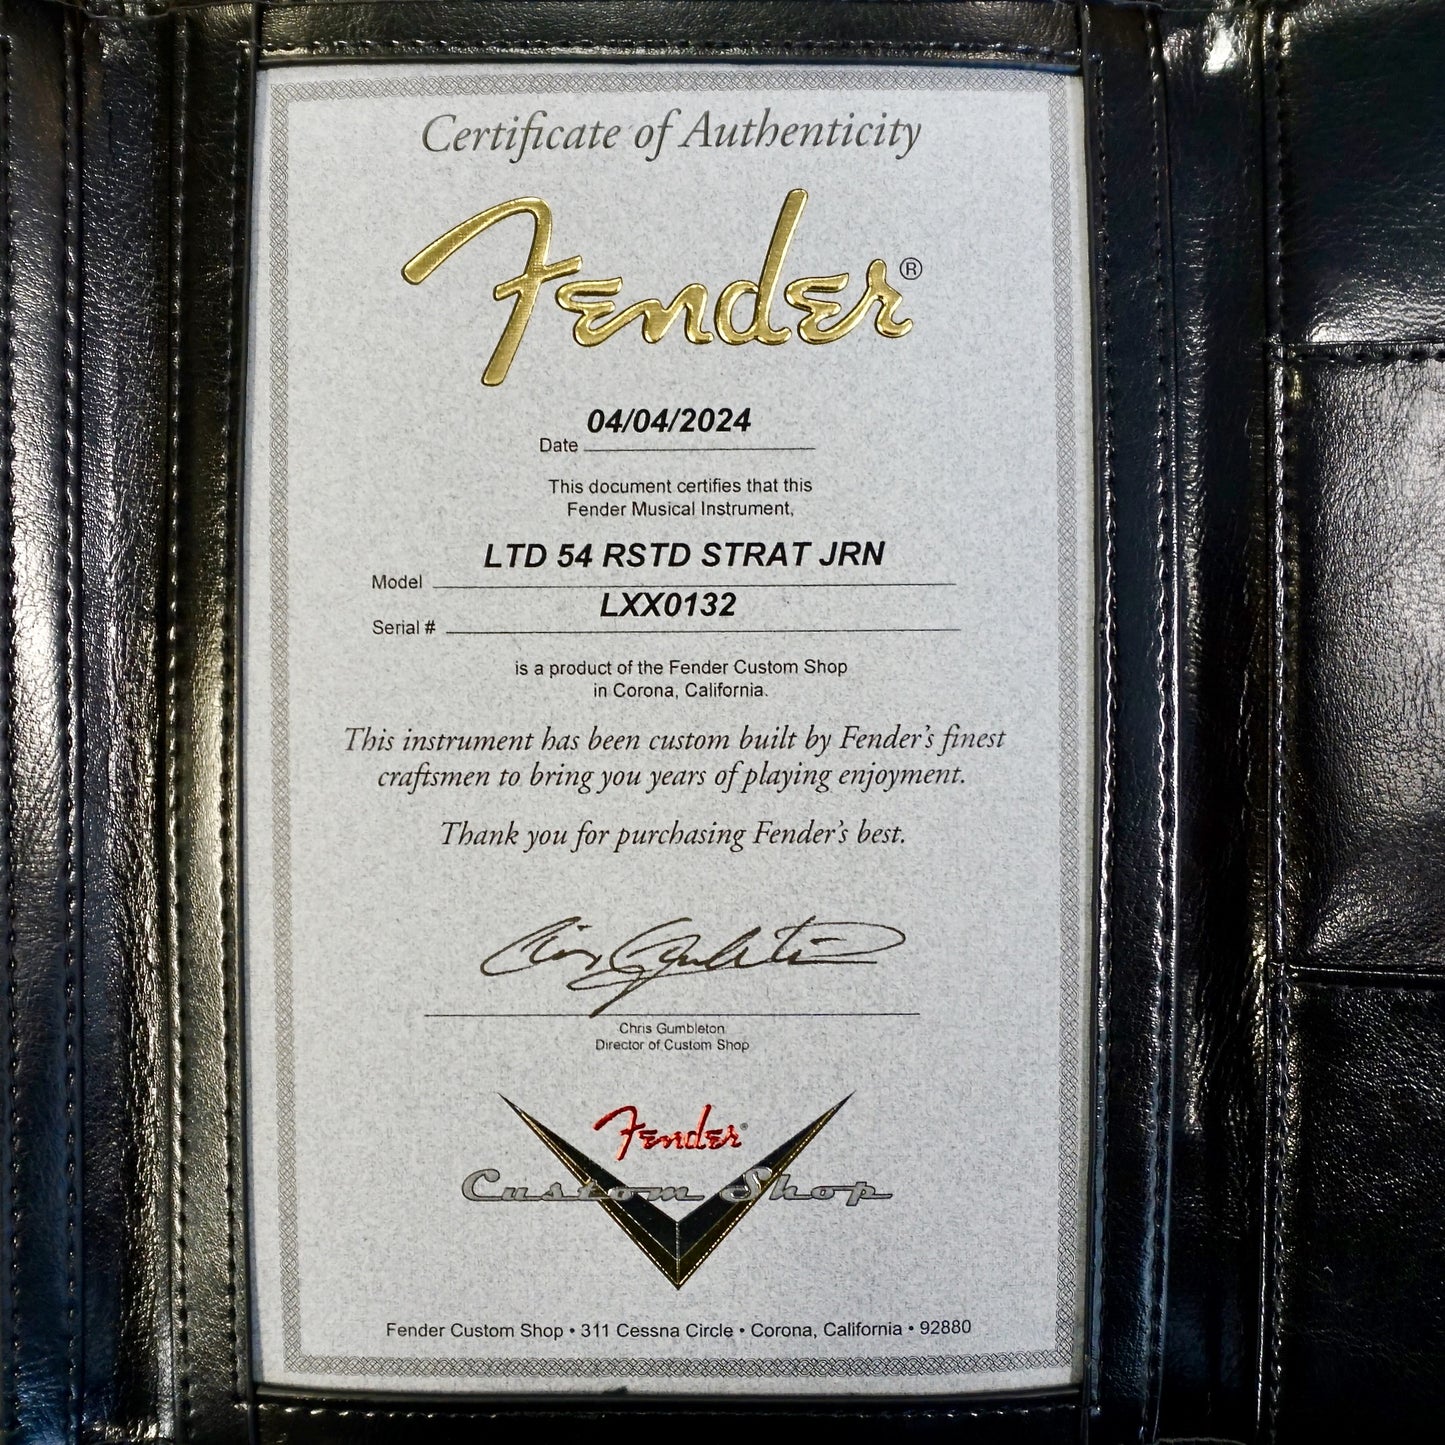 Certificate of Authenticity
Fender®
04/04/2024
Date
This document certifies that this
Fender Musical Instrument,
LTD 54 RSTD STRAT JRN
Model
LXX0132
Serial #
is a product of the Fender Custom Shop
in Corona, California.
This instrument has been custom built by Fender's finest
craftsmen to bring you years of playing enjoyment.
Thank you for purchasing Fender's best.
Chris Gumbleton
Chris Gumbleton
Director of Custom Shop
Fender®
Custom Shop
Fender Custom Shop • 311 Cessna Circle • Corona, California • 92880